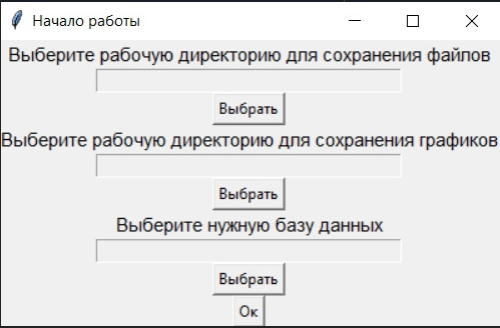 Начало работы
Выберите рабочую директорию для сохранения файлов
Выбрать
Выберите рабочую директорию для сохранения графиков
Выбрать
Выберите нужную базу данных
Выбрать
Ок